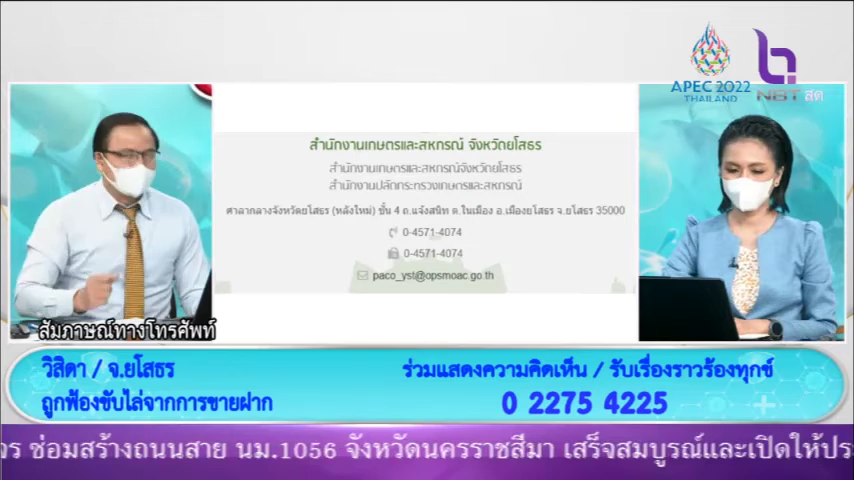 APEC 2022
THAILAND
NBT สด
สำนักงานเกษตรและสหกรณ์ จังหวัดยโสธร
สำนักงานเกษตรและสหกรณ์จังหวัดยโสธร
สำนักงานปลัดกระทรวงเกษตรและสหกรณ์
ศาลากลางจังหวัดยโสธร (หลังใหม่) ชั้น 4 ถ.แจ้งสนิท ต.ในเมือง อ.เมืองยโสธร จ.ยโสธร 35000
0-4571-4074
0-4571-4074
paco_yst@opsmoac.go.th
สัมภาษณ์ทางโทรศัพท์
วิสิดา / จ.ยโสธร
ถูกฟ้องขับไล่จากการขายฝาก
ร่วมแสดงความคิดเห็น / รับเรื่องราวร้องทุกข์
0 2275 4225
ซ่อมสร้างถนนสาย นม.1056 จังหวัดนครราชสีมา เสร็จสมบูรณ์และเปิดให้